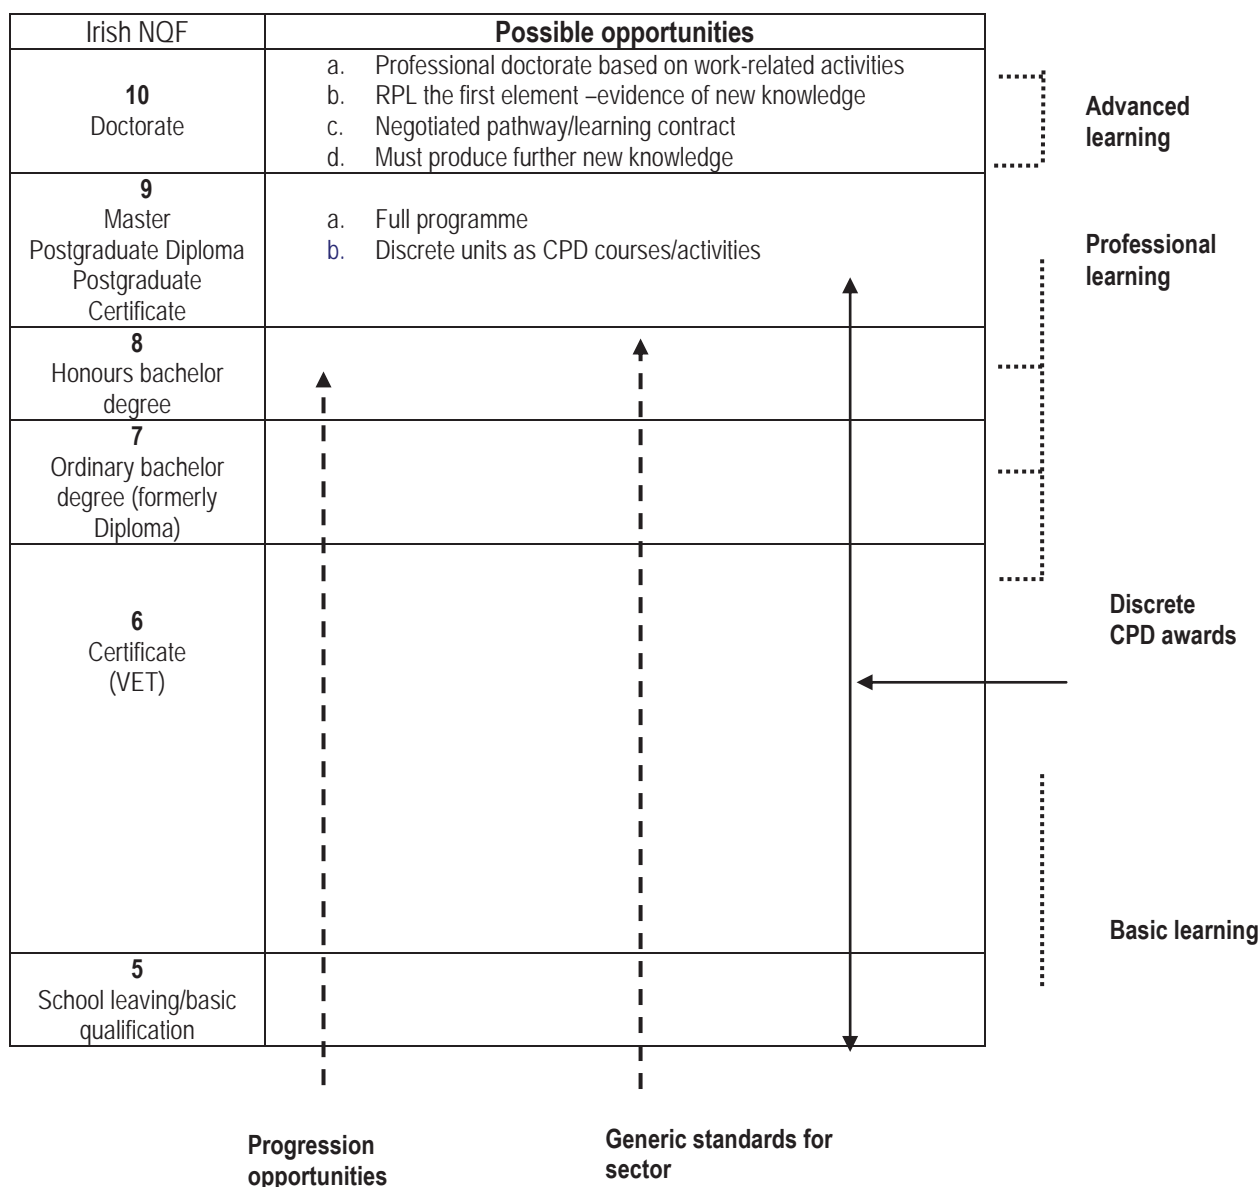 Irish NQF
Possible opportunities
10
Doctorate
a. Professional doctorate based on work-related activities
b. RPL the first element –evidence of new knowledge
c. Negotiated pathway/learning contract
d. Must produce further new knowledge
Advanced
learning
9
Master
Postgraduate Diploma
Postgraduate
Certificate
a. Full programme
b. Discrete units as CPD courses/activities
Professional
learning
8
Honours bachelor
degree
7
Ordinary bachelor
degree (formerly
Diploma)
6
Certificate
(VET)
Discrete
CPD awards
Basic learning
5
School leaving/basic
qualification
Progression
opportunities
Generic standards for
sector